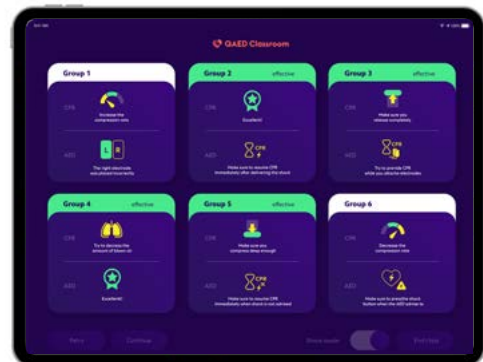 QAED Classroom
Group 1
CPR
Increase the
compression rate
AED
L R
The right electrode
was placed incorrectly
Group 2 effective
CPR
Excellent!
AED
CPR
Make sure to resume CPR
immediately after delivering the shock
Group 3 effective
CPR
Make sure you
release completely
AED
CPR
Try to provide CPR
while you attach electrodes
Group 4 effective
CPR
Try to decrease the
amount of blown air
AED
Excellent!
Group 5 effective
CPR
Make sure you
compress deep enough
AED
CPR
Make sure to resume CPR
immediately when shock is not advised
Group 6
CPR
Decrease the
compression rate
AED
Make sure to press the shock
button when the AED advises to
Retry
Continue